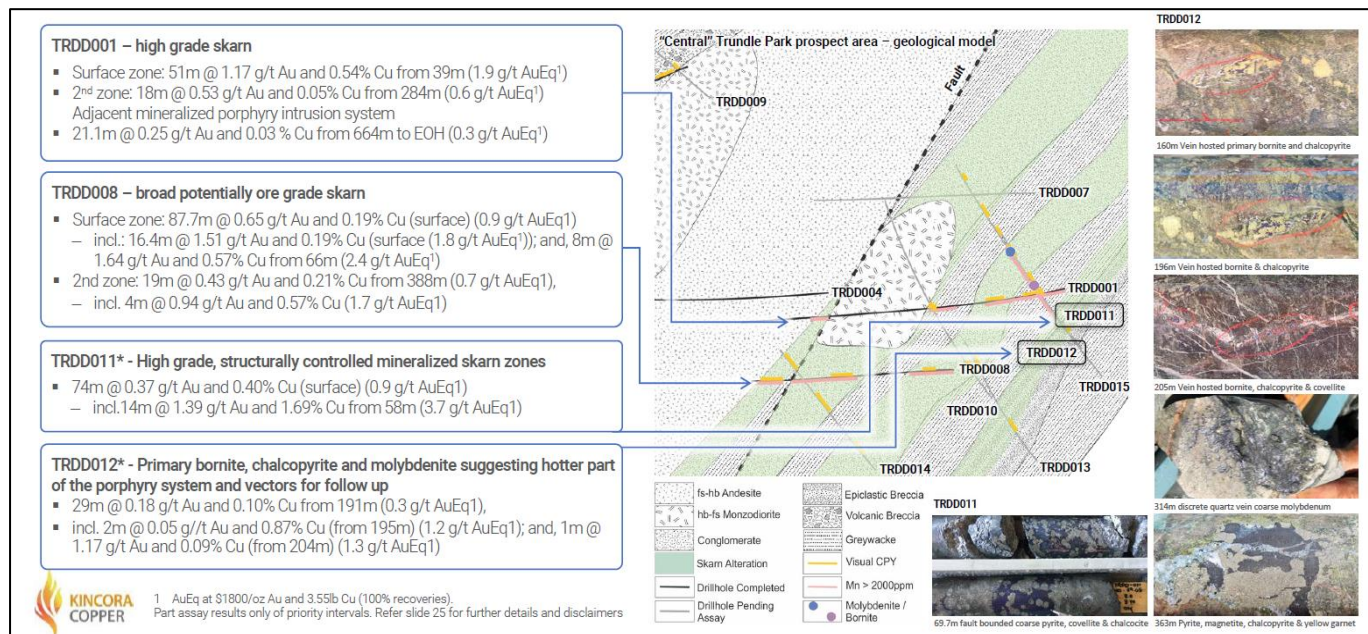 TRDD001 – high grade skarn
▪ Surface zone: 51m @ 1.17 g/t Au and 0.54% Cu from 39m (1.9 g/t AuEq¹)
▪ 2nd zone: 18m @ 0.53 g/t Au and 0.05% Cu from 284m (0.6 g/t AuEq¹)
Adjacent mineralized porphyry intrusion system
▪ 21.1m @ 0.25 g/t Au and 0.03 % Cu from 664m to EOH (0.3 g/t AuEq¹)
TRDD008 – broad potentially ore grade skarn
▪ Surface zone: 87.7m @ 0.65 g/t Au and 0.19% Cu (surface) (0.9 g/t AuEq1)
– incl.: 16.4m @ 1.51 g/t Au and 0.19% Cu (surface (1.8 g/t AuEq¹)); and, 8m @
1.64 g/t Au and 0.57% Cu from 66m (2.4 g/t AuEq¹)
▪ 2nd zone: 19m @ 0.43 g/t Au and 0.21% Cu from 388m (0.7 g/t AuEq1),
– incl. 4m @ 0.94 g/t Au and 0.57% Cu (1.7 g/t AuEq1)
TRDD011* - High grade, structurally controlled mineralized skarn zones
▪ 74m @ 0.37 g/t Au and 0.40% Cu (surface) (0.9 g/t AuEq1)
– incl.14m @ 1.39 g/t Au and 1.69% Cu from 58m (3.7 g/t AuEq1)
TRDD012* - Primary bornite, chalcopyrite and molybdenite suggesting hotter part
of the porphyry system and vectors for follow up
▪ 29m @ 0.18 g/t Au and 0.10% Cu from 191m (0.3 g/t AuEq1),
▪ incl. 2m @ 0.05 g//t Au and 0.87% Cu (from 195m) (1.2 g/t AuEq1); and, 1m @
1.17 g/t Au and 0.09% Cu (from 204m) (1.3 g/t AuEq1)
KINCORA
COPPER
1 AuEq at $1800/oz Au and 3.55lb Cu (100% recoveries).
Part assay results only of priority intervals. Refer slide 25 for further details and disclaimers
"Central" Trundle Park prospect area – geological model
Fault
TRDD009
TRDD007
TRDD004
TRDD001
TRDD011
TRDD012
TRDD008
TRDD015
TRDD010
TRDD014
TRDD013
fs-hb Andesite
hb-fs Monzodiorite
Conglomerate
Skarn Alteration
Drillhole Completed
Drillhole Pending
Assay
Epiclastic Breccia
Volcanic Breccia
Greywacke
Visual CPY
Mn > 2000ppm
Molybdenite /
Bornite
TRDD011
69.7m fault bounded coarse pyrite, covellite & chalcocite
TRDD012
160m Vein hosted primary bornite and chalcopyrite
196m Vein hosted bornite & chalcopyrite
205m Vein hosted bornite, chalcopyrite & covellite
314m discrete quartz vein coarse molybdenum
363m Pyrite, magnetite, chalcopyrite & yellow garnet